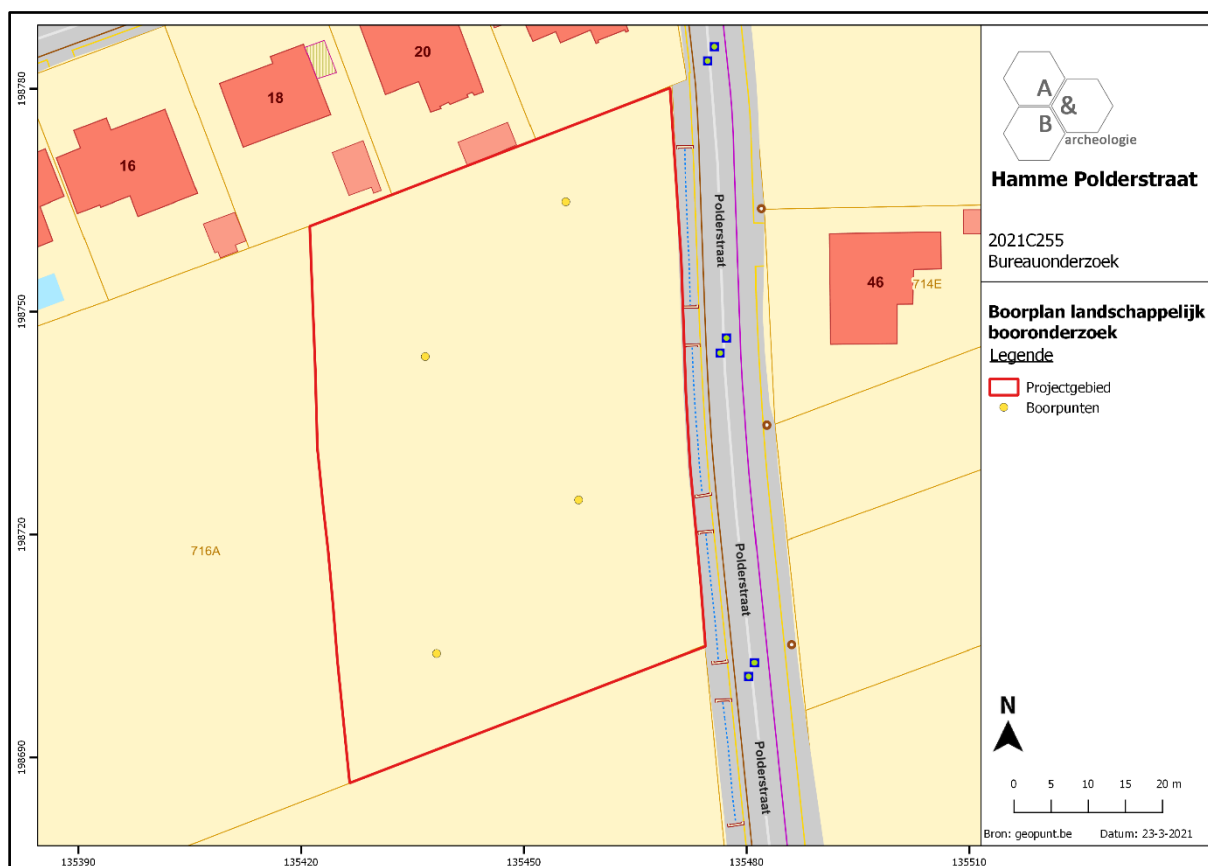 198780
198750
198720
198690
135390
135420
135450
135480
135510
16
18
20
46
714E
716A
Polderstraat
Polderstraat
Polderstraat
A
&
B
archeologie
Hamme Polderstraat
2021C255
Bureauonderzoek
Boorplan landschappelijk
booronderzoek
Legende
Projectgebied
Boorpunten
N
0 5 10 15 20 m
Bron: geopunt.be Datum: 23-3-2021